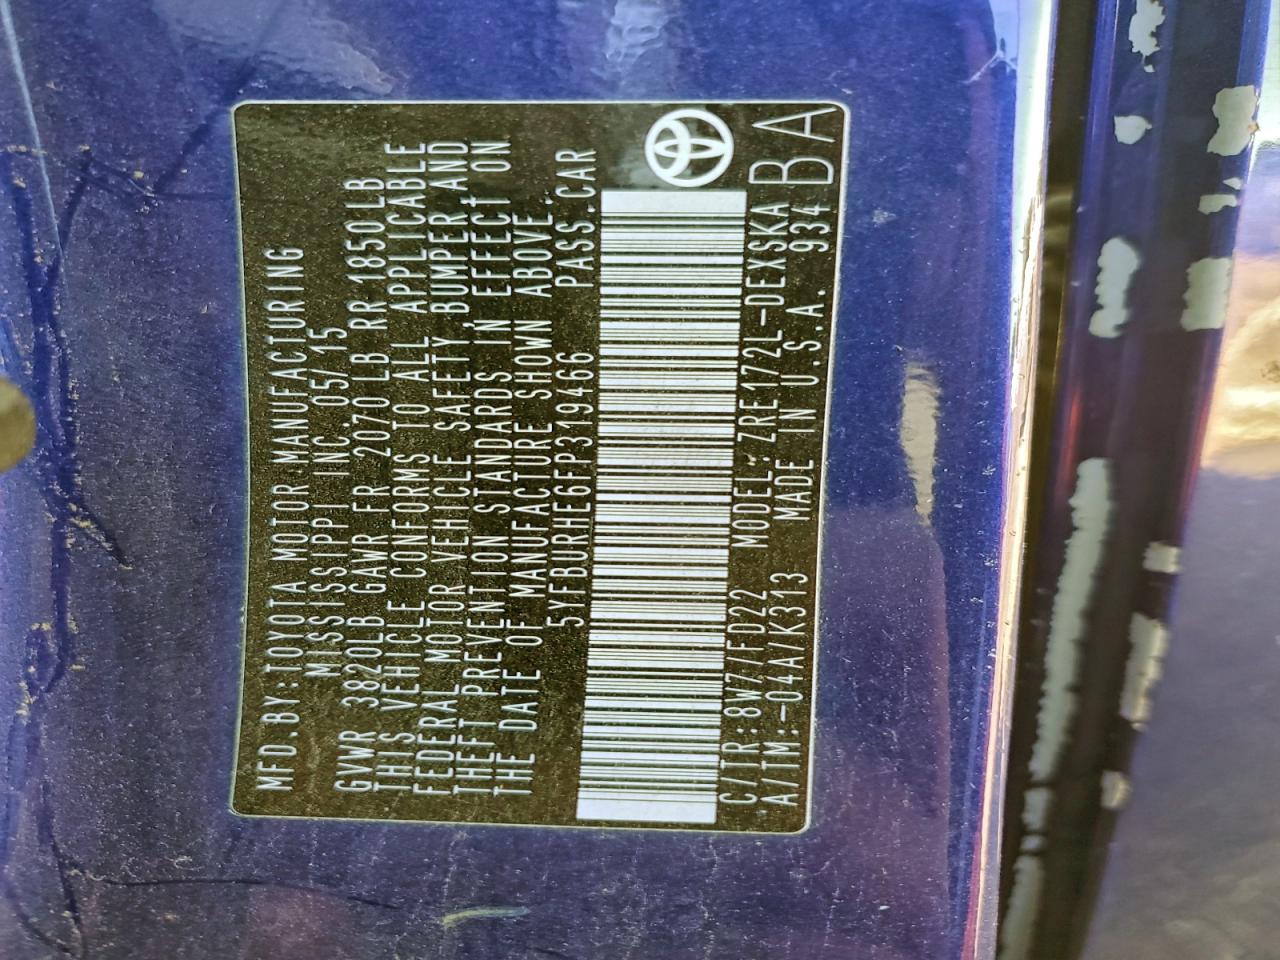 MFD.BY:TOYOTA MOTOR MANUFACTURING
MISSISSIPPI INC. 05/15
GVWR 3820LB GAWR FR 2070 LB RR 1850 LB
THIS VEHICLE CONFORMS TO ALL APPLICABLE
FEDERAL MOTOR VEHICLE SAFETY, BUMPER AND
THEFT PREVENTION STANDARDS IN EFFECT ON
THE DATE OF MANUFACTURE SHOWN ABOVE.
5YFBURHE6FP319466 PASS.CAR
C/TR:8W7/FD22 MODEL:ZRE172L-DEXSKA BA
A/TM:-04A/K313 MADE IN U.S.A. 934